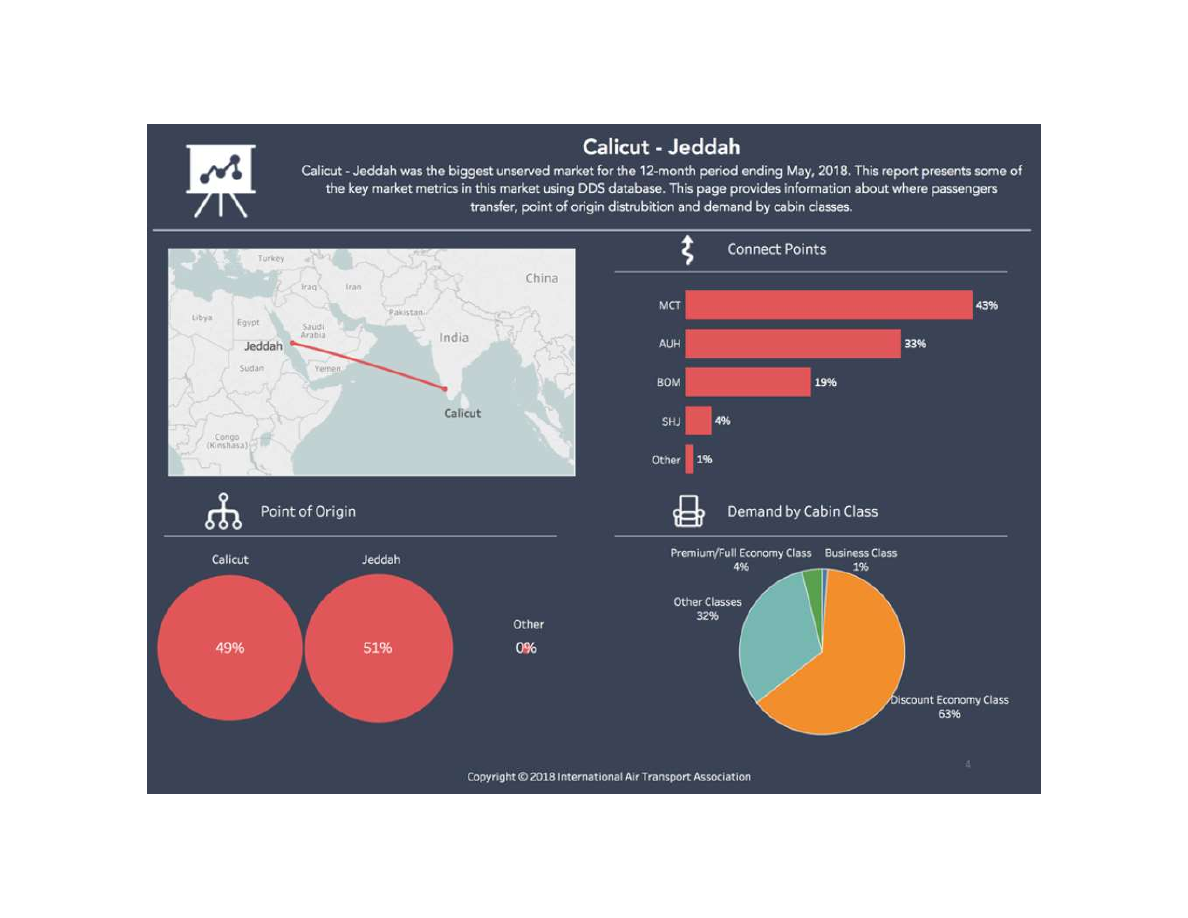 Calicut - Jeddah
Calicut - Jeddah was the biggest unserved market for the 12-month period ending May, 2018. This report presents some of
the key market metrics in this market using DDS database. This page provides information about where passengers
transfer, point of origin distrubition and demand by cabin classes.
Turkey
China
Iraq
Iran
Pakistan
Libya
Egypt
Saudi
Arabia
India
Jeddah
Sudan
Yemen
Calicut
Congo
(Kinshasa)
Connect Points
MCT 43%
AUH 33%
BOM 19%
SHJ 4%
Other 1%
Point of Origin
Calicut
49%
Jeddah
51%
Other
0%
Demand by Cabin Class
Premium/Full Economy Class
4%
Business Class
1%
Other Classes
32%
Discount Economy Class
63%
4
Copyright © 2018 International Air Transport Association